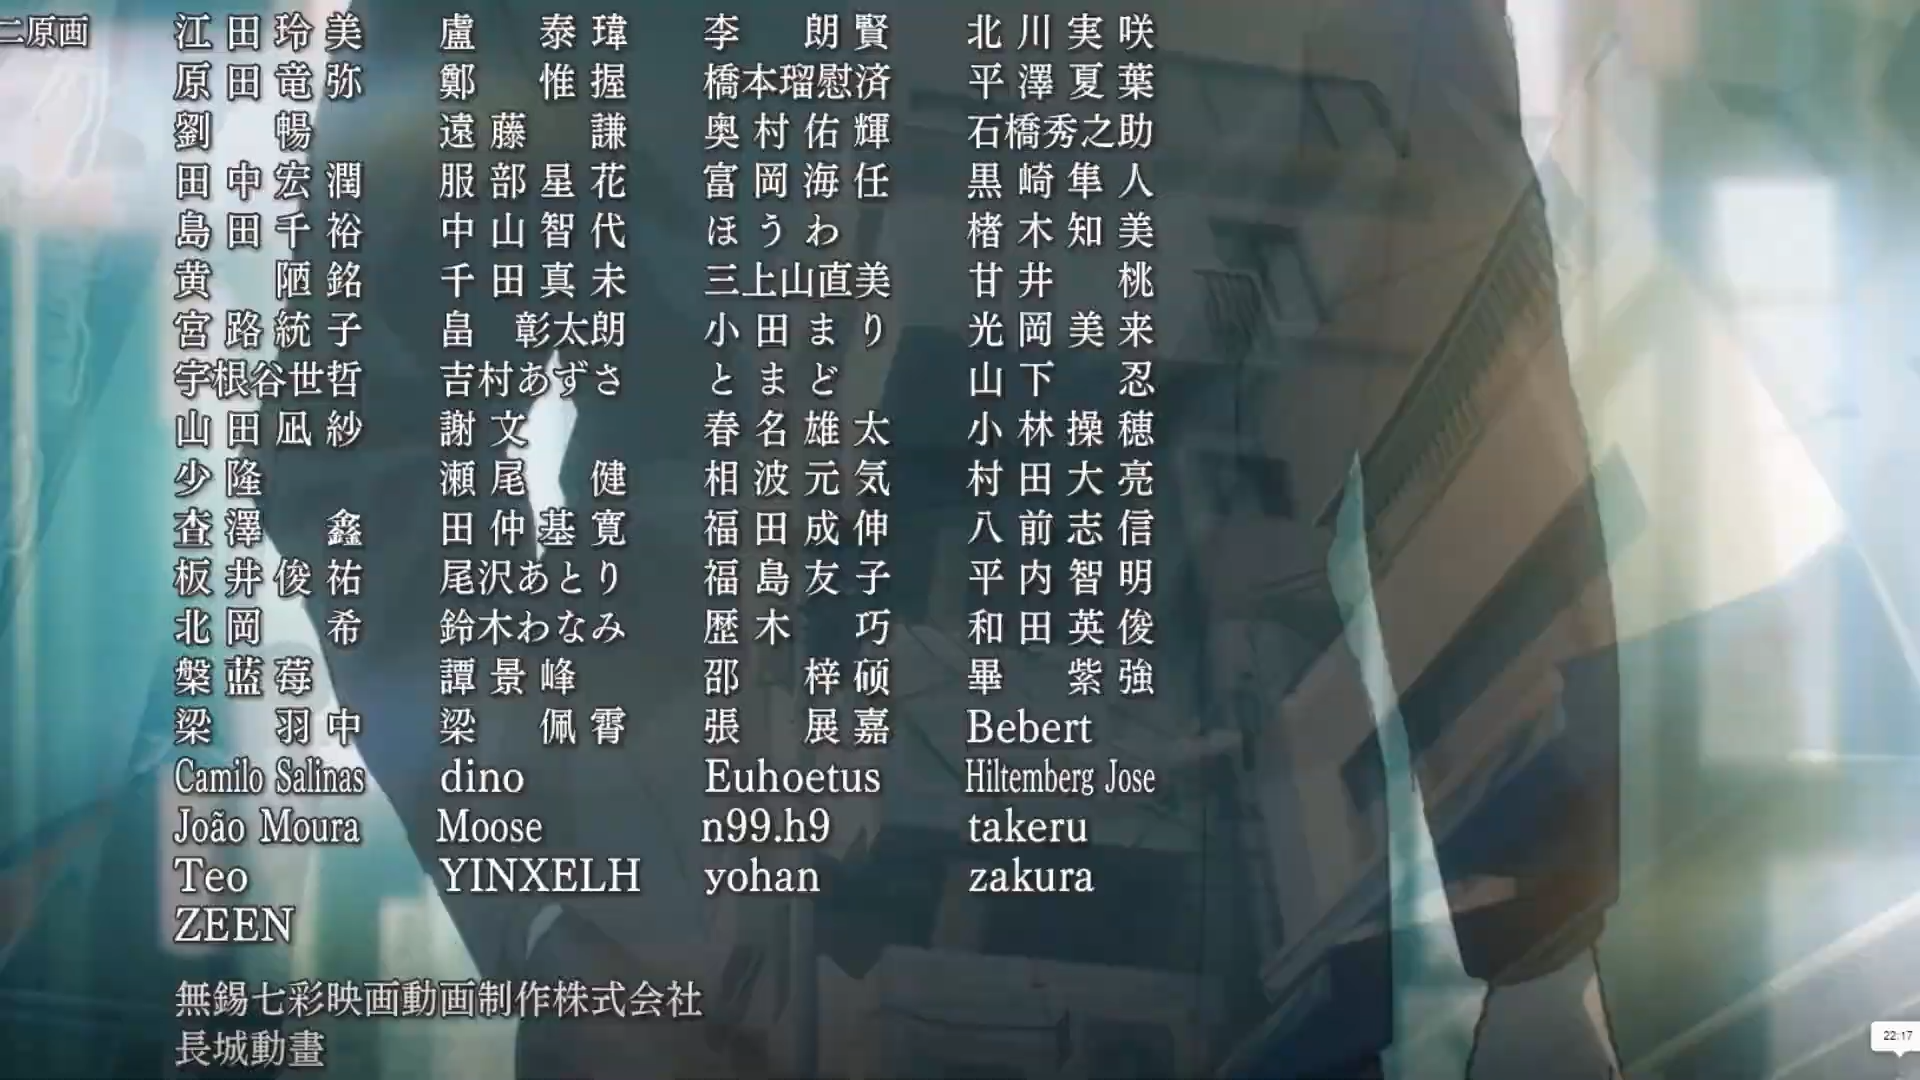 二原画 江田玲美 盧 泰瑋 李 朗賢 北川実咲
原田竜弥 鄭 惟握 橋本瑠慰済 平澤夏葉
劉 暢 遠藤 謙 奥村佑輝 石橋秀之助
田中宏潤 服部星花 富岡海任 黒崎隼人
島田千裕 中山智代 ほうわ 楮木知美
黄 陋銘 千田真未 三上山直美 甘井 桃
宮路統子 畠 彰太朗 小田まり 光岡美来
宇根谷世哲 吉村あずさ とまど 山下 忍
山田凪紗 謝文 春名雄太 小林操穂
少隆 瀬尾 健 相波元気 村田大亮
査澤 鑫 田仲基寛 福田成伸 八前志信
板井俊祐 尾沢あとり 福島友子 平内智明
北岡 希 鈴木わなみ 歴木 巧 和田英俊
槃蓝莓 譚景峰 邵 梓硕 畢 紫強
梁 羽中 梁 佩霄 張 展嘉 Bebert
Camilo Salinas dino Euhoetus Hiltemberg Jose
João Moura Moose n99.h9 takeru
Teo YINXELH yohan zakura
ZEEN
無錫七彩映画動画制作株式会社
長城動畫
22:17